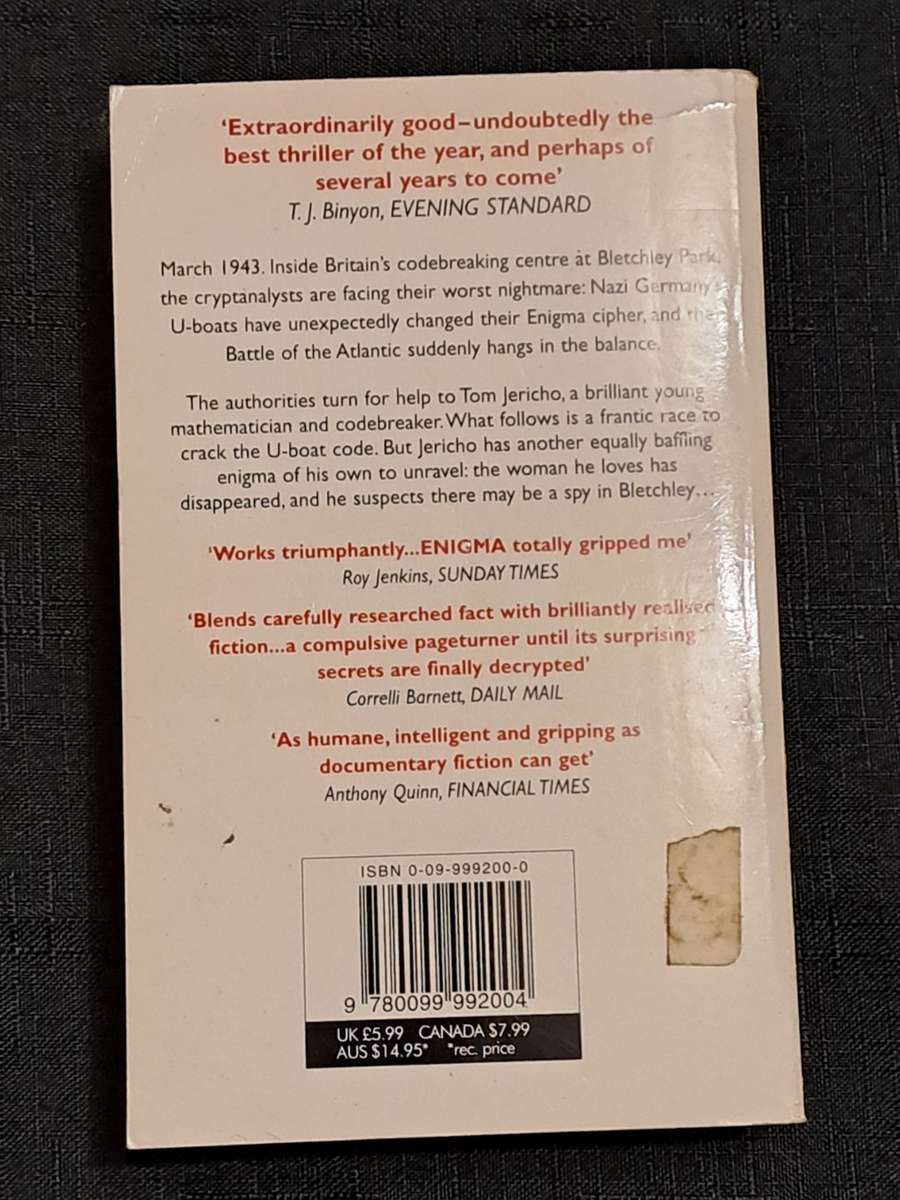 ‘Extraordinarily good–undoubtedly the
best thriller of the year, and perhaps of
several years to come’
T. J. Binyon, EVENING STANDARD
March 1943. Inside Britain’s codebreaking centre at Bletchley Park,
the cryptanalysts are facing their worst nightmare: Nazi Germany's
U-boats have unexpectedly changed their Enigma cipher, and the
Battle of the Atlantic suddenly hangs in the balance.
The authorities turn for help to Tom Jericho, a brilliant young
mathematician and codebreaker. What follows is a frantic race to
crack the U-boat code. But Jericho has another equally baffling
enigma of his own to unravel: the woman he loves has
disappeared, and he suspects there may be a spy in Bletchley...
‘Works triumphantly...ENIGMA totally gripped me’
Roy Jenkins, SUNDAY TIMES
‘Blends carefully researched fact with brilliantly realised
fiction...a compulsive pageturner until its surprising
secrets are finally decrypted’
Correlli Barnett, DAILY MAIL
‘As humane, intelligent and gripping as
documentary fiction can get’
Anthony Quinn, FINANCIAL TIMES
ISBN 0-09-999200-0
9 780099 992004
UK £5.99 CANADA $7.99
AUS $14.95* *rec. price